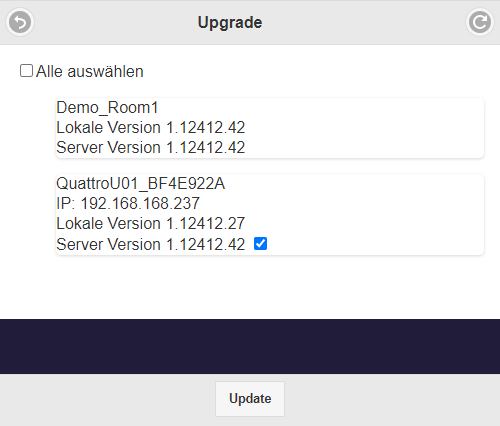 Upgrade
Alle auswählen
Demo_Room1
Lokale Version 1.12412.42
Server Version 1.12412.42
QuattroU01_BF4E922A
IP: 192.168.168.237
Lokale Version 1.12412.27
Server Version 1.12412.42
Update